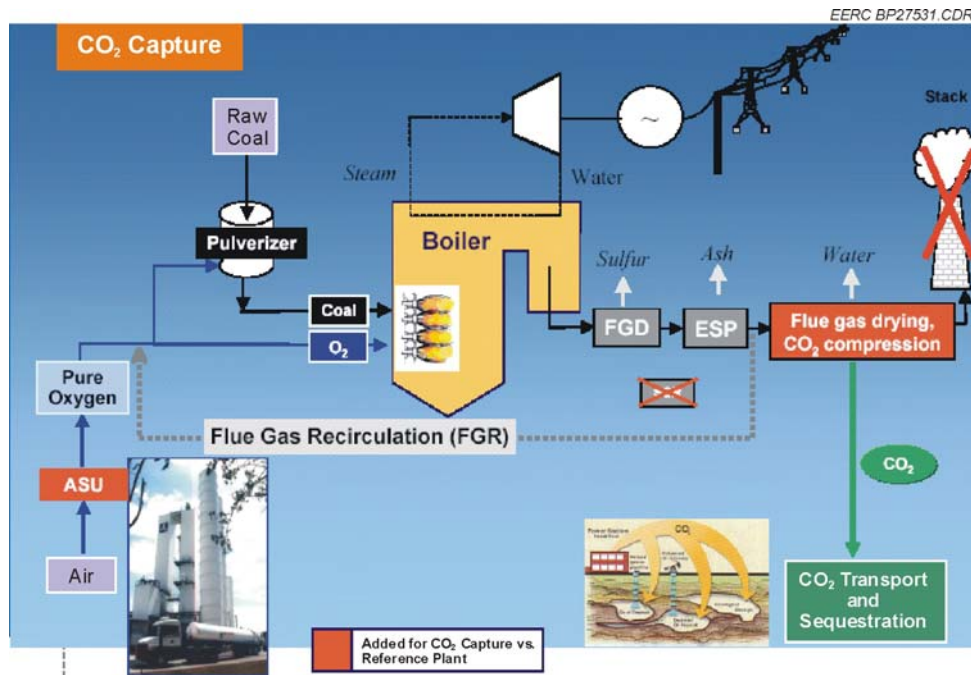 EERC BP27531.CDR
CO₂ Capture
Stack
Raw
Coal
Steam
Water
~
Pulverizer
Boiler
Sulfur
Ash
Water
Coal
O₂
FGD
ESP
Flue gas drying,
CO₂ compression
Pure
Oxygen
Flue Gas Recirculation (FGR)
ASU
CO₂
Air
CO₂
CO₂ Transport
and
Sequestration
Added for CO₂ Capture vs.
Reference Plant